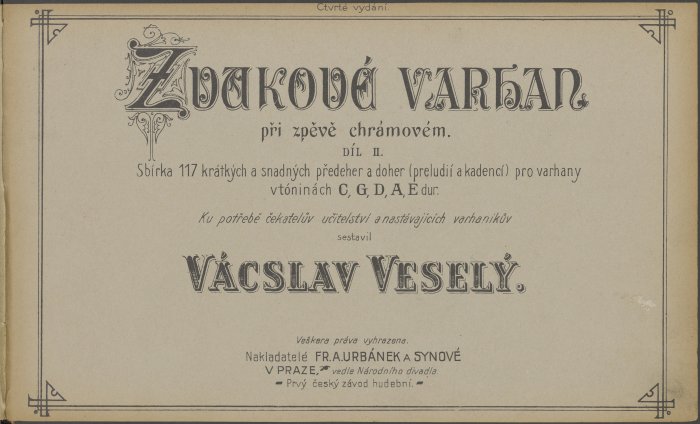 Čtvrté vydání.
Zvukové varhan
při zpěvě chrámovém.
DÍL II.
Sbírka 117 krátkých a snadných předeher a doher (preludií a kadencí) pro varhany
v tóninách C, G, D, A, E dur.
Ku potřebě čekatelův učitelství a nastávajících varhaníkův
sestavil
VÁCSLAV VESELÝ.
Veškera práva vyhrazena.
Nakladatelé FR. A. URBÁNEK A SYNOVÉ
V PRAZE, vedle Národního divadla.
Prvý český závod hudební.